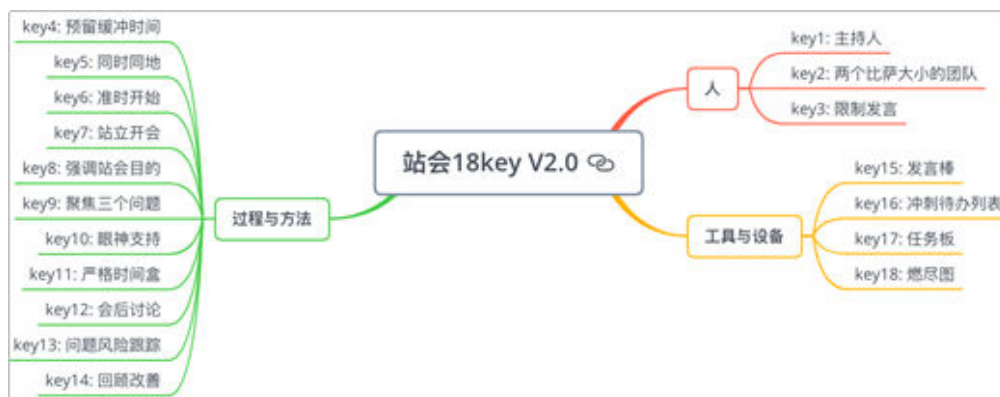 站会18key V2.0
人
key1: 主持人
key2: 两个比萨大小的团队
key3: 限制发言
过程与方法
key4: 预留缓冲时间
key5: 同时同地
key6: 准时开始
key7: 站立开会
key8: 强调站会目的
key9: 聚焦三个问题
key10: 眼神支持
key11: 严格时间盒
key12: 会后讨论
key13: 问题风险跟踪
key14: 回顾改善
工具与设备
key15: 发言棒
key16: 冲刺待办列表
key17: 任务板
key18: 燃尽图